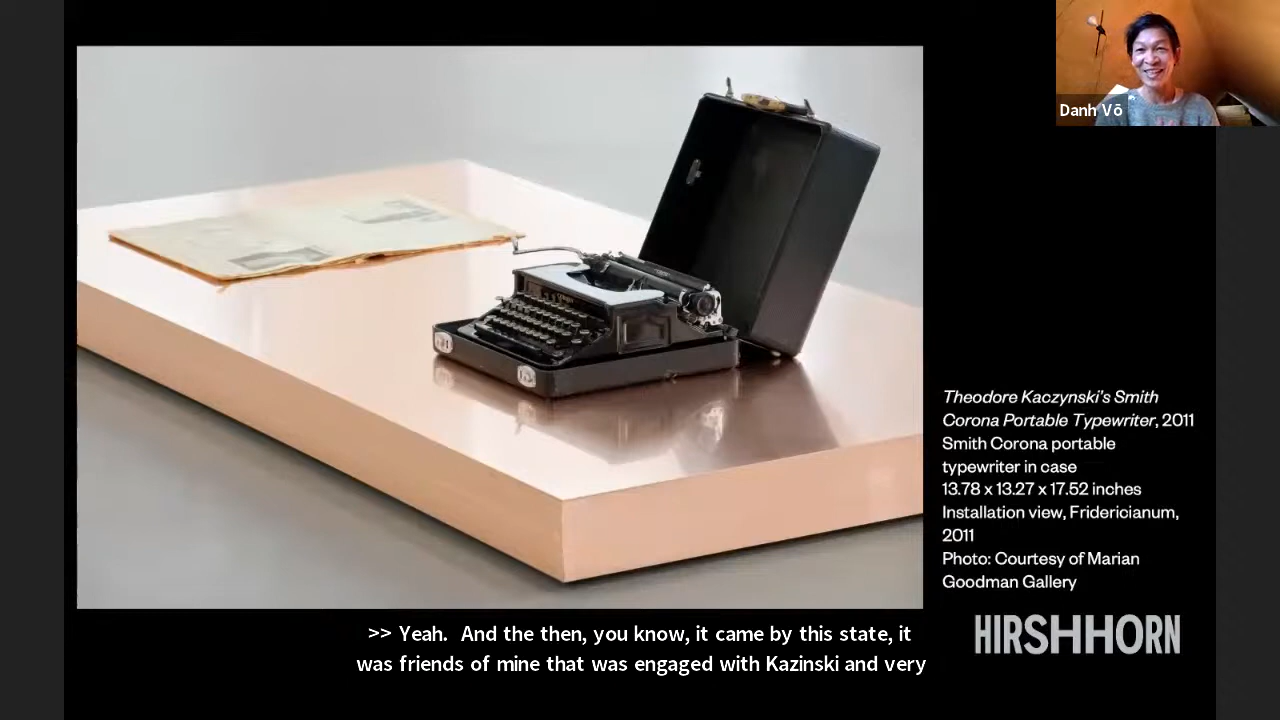 Danh Võ
Theodore Kaczynski's Smith
Corona Portable Typewriter, 2011
Smith Corona portable
typewriter in case
13.78 x 13.27 x 17.52 inches
Installation view, Fridericianum,
2011
Photo: Courtesy of Marian
Goodman Gallery
HIRSHHORN
>> Yeah.  And the then, you know, it came by this state, it
was friends of mine that was engaged with Kazinski and very